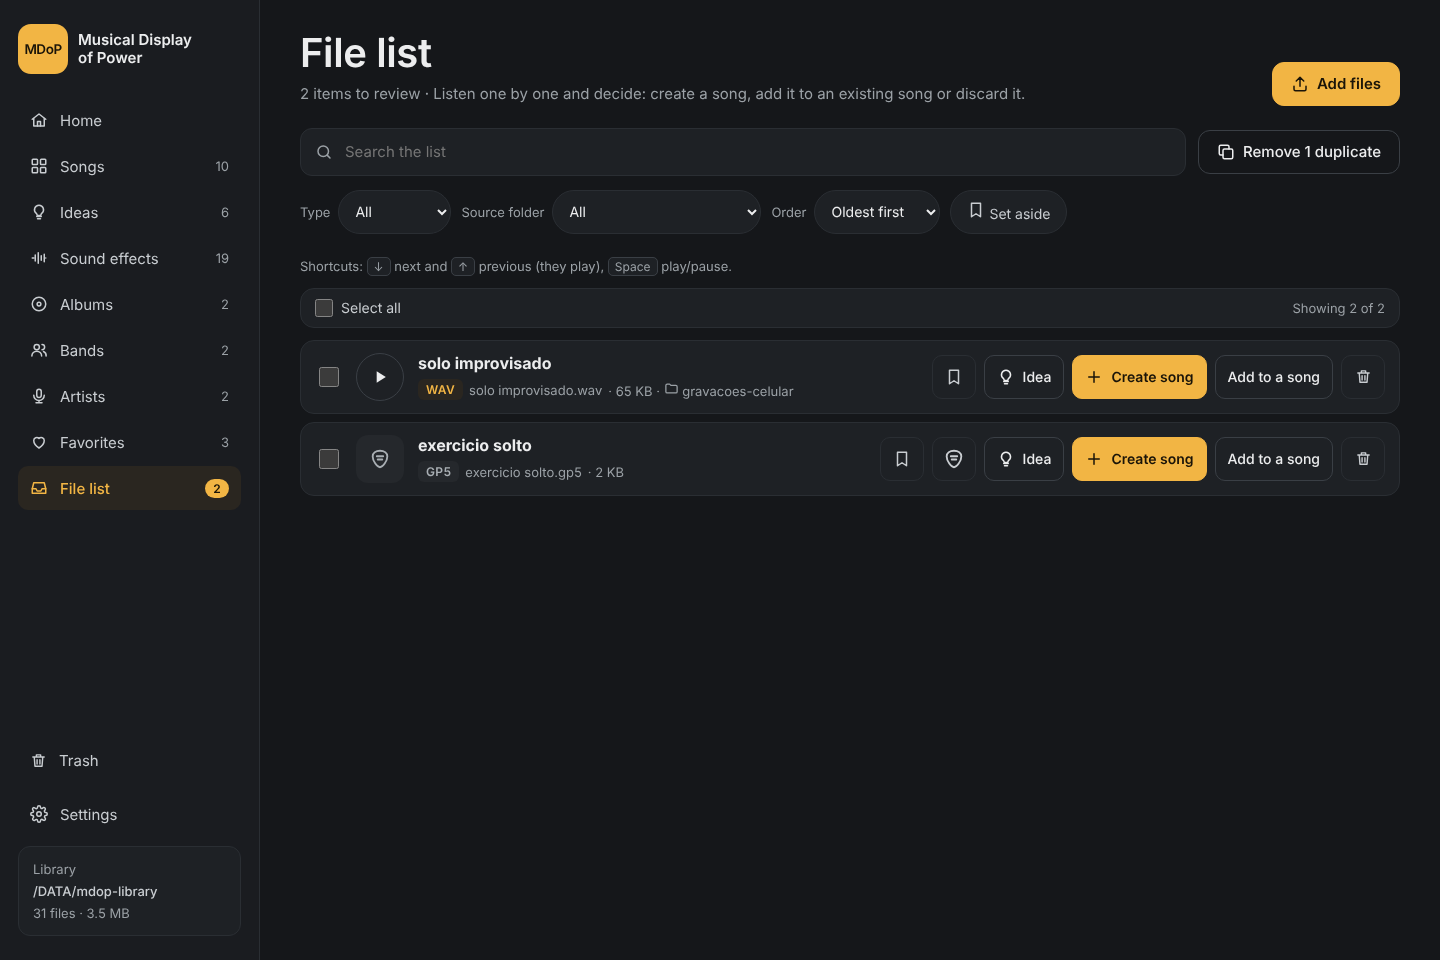 MDoP
Musical Display
of Power
Home
Songs 10
Ideas 6
Sound effects 19
Albums 2
Bands 2
Artists 2
Favorites 3
File list 2
Trash
Settings
Library
/DATA/mdop-library
31 files · 3.5 MB
File list
2 items to review · Listen one by one and decide: create a song, add it to an existing song or discard it.
Add files
Search the list
Remove 1 duplicate
Type All Source folder All Order Oldest first Set aside
Shortcuts: ↓ next and ↑ previous (they play), Space play/pause.
Select all Showing 2 of 2
solo improvisado
WAV solo improvisado.wav · 65 KB · gravacoes-celular
Idea Create song Add to a song
exercicio solto
GP5 exercicio solto.gp5 · 2 KB
Idea Create song Add to a song